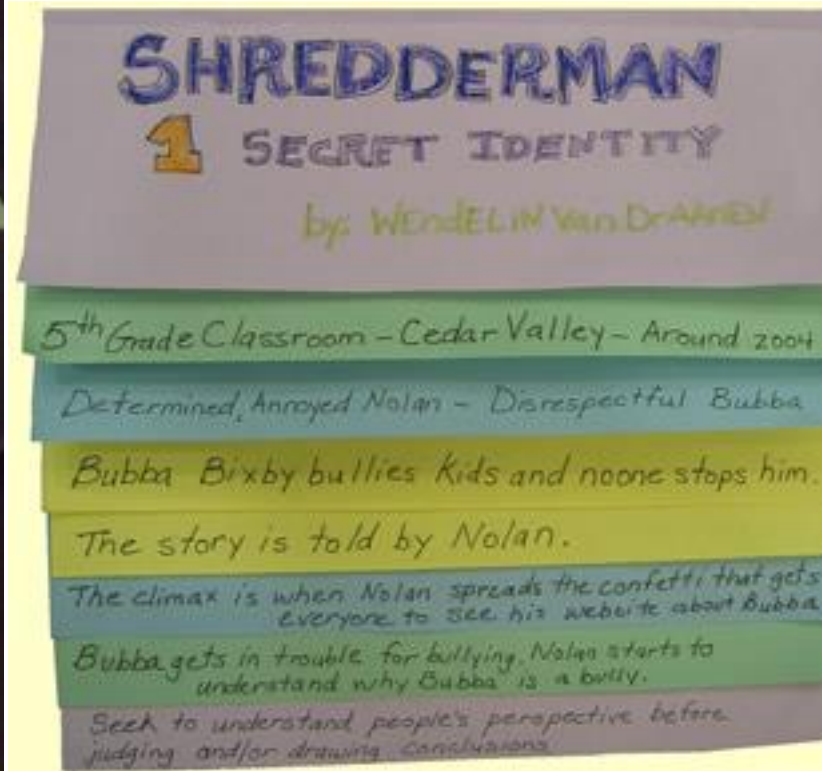 SHREDDERMAN
1 SECRET IDENTITY
by: WENDELIN Van DrAANEN
5th Grade Classroom - Cedar Valley - Around 2004
Determined, Annoyed Nolan - Disrespectful Bubba
Bubba Bixby bullies kids and noone stops him.
The story is told by Nolan.
The climax is when Nolan spreads the confetti that gets
everyone to see his website about Bubba
Bubba gets in trouble for bullying. Nolan starts to
understand why Bubba is a bully.
Seek to understand people's perspective before
judging and/or drawing conclusions